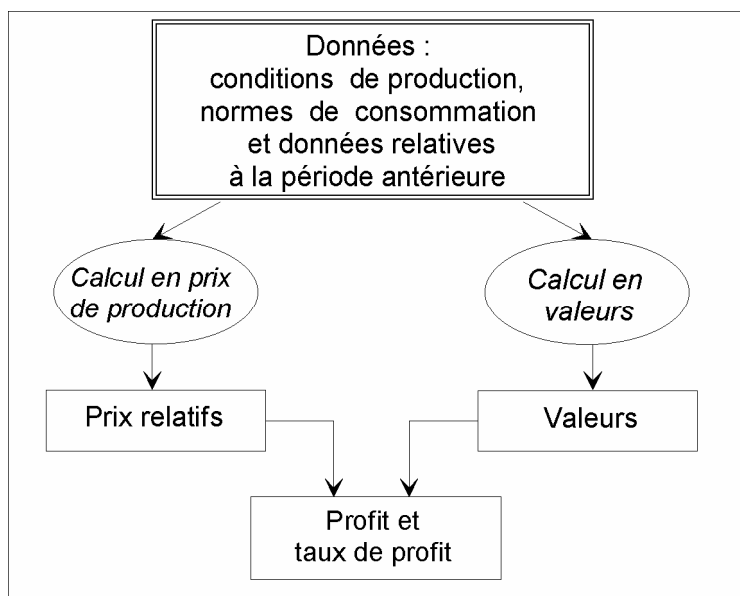 Données :
conditions de production,
normes de consommation
et données relatives
à la période antérieure
Calcul en prix
de production
Calcul en
valeurs
Prix relatifs
Valeurs
Profit et
taux de profit